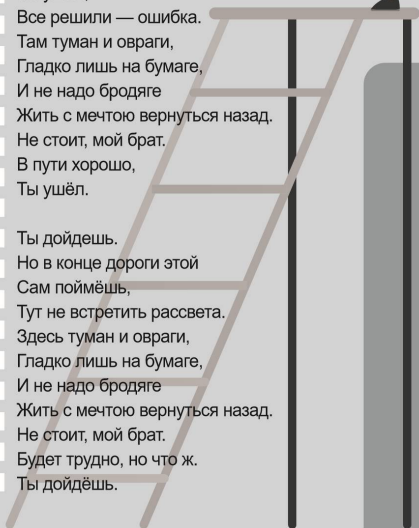 Все решили — ошибка.
Там туман и овраги,
Гладко лишь на бумаге,
И не надо бродяге
Жить с мечтою вернуться назад.
Не стоит, мой брат.
В пути хорошо,
Ты ушёл.

Ты дойдешь.
Но в конце дороги этой
Сам поймёшь,
Тут не встретить рассвета.
Здесь туман и овраги,
Гладко лишь на бумаге,
И не надо бродяге
Жить с мечтою вернуться назад.
Не стоит, мой брат.
Будет трудно, но что ж.
Ты дойдёшь.